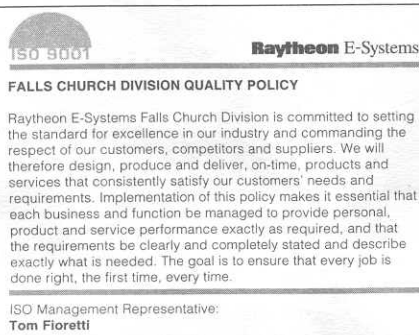 ISO 9001
Raytheon E-Systems
FALLS CHURCH DIVISION QUALITY POLICY
Raytheon E-Systems Falls Church Division is committed to setting
the standard for excellence in our industry and commanding the
respect of our customers, competitors and suppliers. We will
therefore design, produce and deliver, on-time, products and
services that consistently satisfy our customers' needs and
requirements. Implementation of this policy makes it essential that
each business and function be managed to provide personal,
product and service performance exactly as required, and that
the requirements be clearly and completely stated and describe
exactly what is needed. The goal is to ensure that every job is
done right, the first time, every time.
ISO Management Representative:
Tom Fioretti